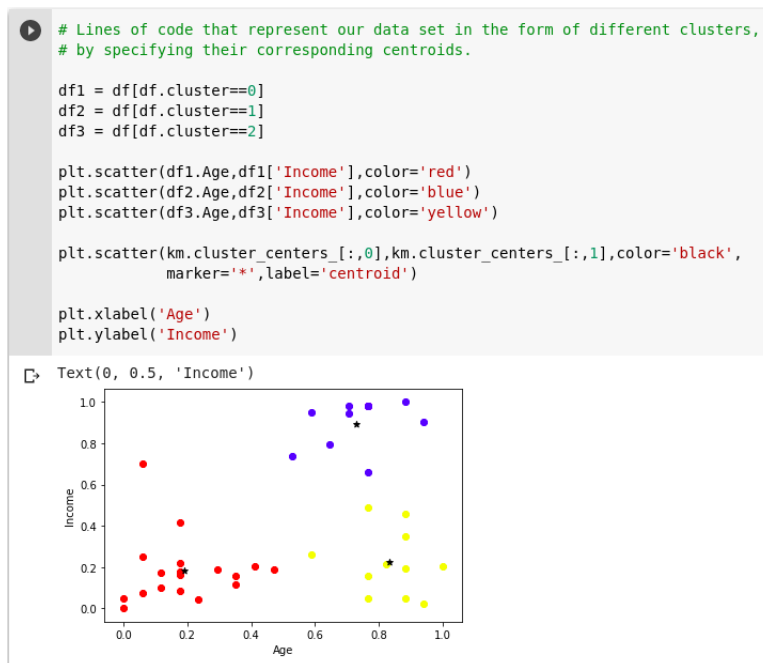 # Lines of code that represent our data set in the form of different clusters,
# by specifying their corresponding centroids.
df1 = df[df.cluster==0]
df2 = df[df.cluster==1]
df3 = df[df.cluster==2]
plt.scatter(df1.Age,df1['Income'],color='red')
plt.scatter(df2.Age,df2['Income'],color='blue')
plt.scatter(df3.Age,df3['Income'],color='yellow')
plt.scatter(km.cluster_centers_[:,0],km.cluster_centers_[:,1],color='black',
marker='*',label='centroid')
plt.xlabel('Age')
plt.ylabel('Income')
Text(0, 0.5, 'Income')
1.0
0.8
0.6
0.4
0.2
0.0
Income
0.0 0.2 0.4 0.6 0.8 1.0
Age